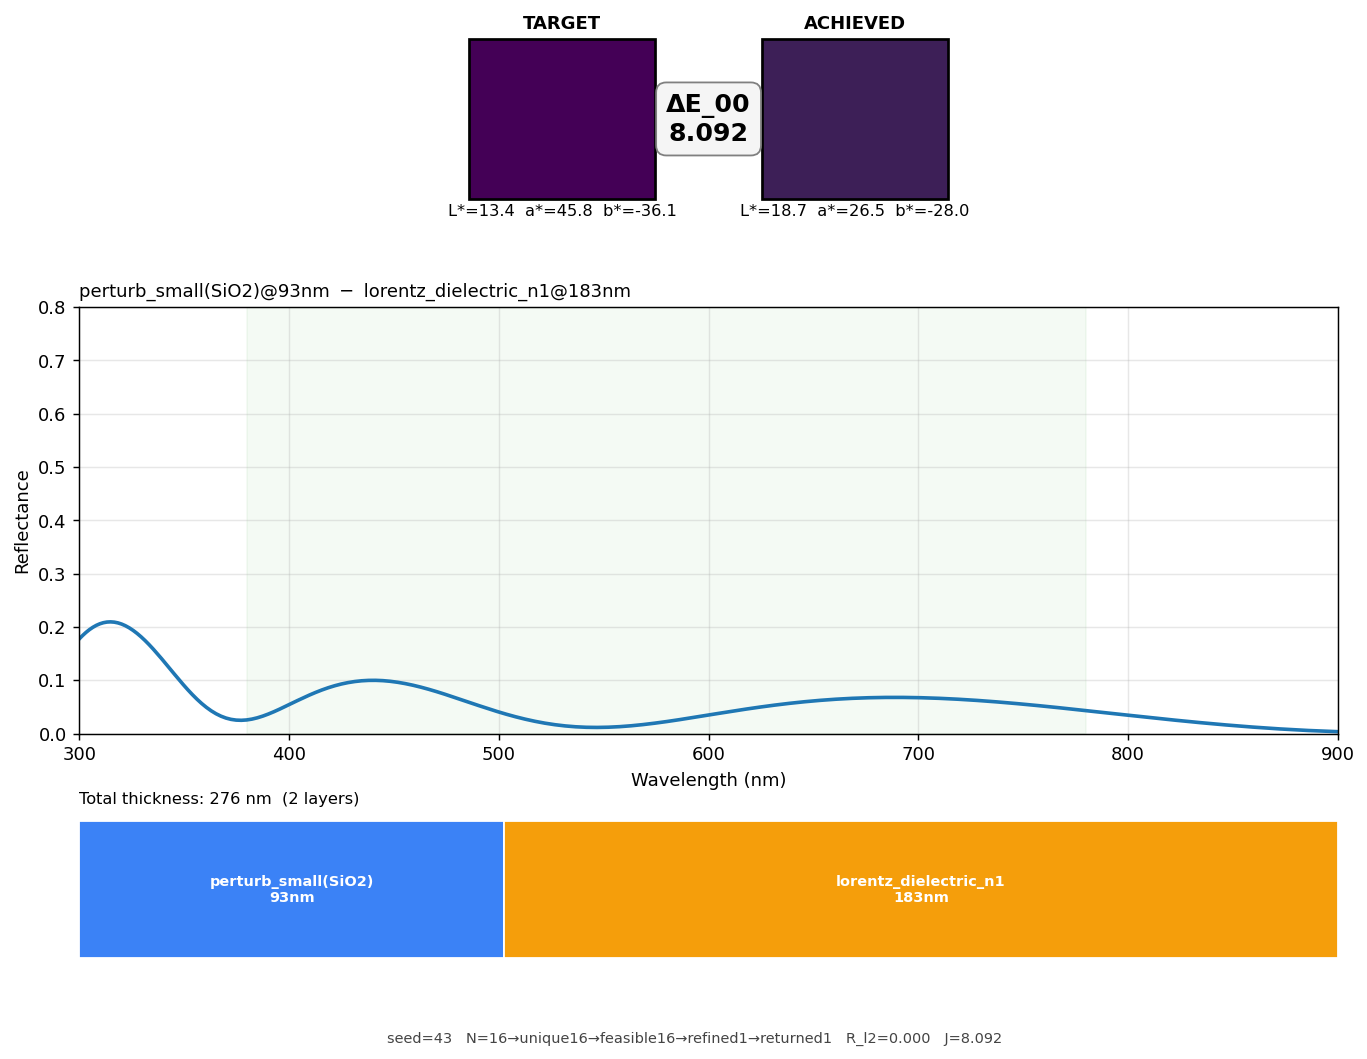 TARGET
ACHIEVED
ΔE_00
8.092
L*=13.4 a*=45.8 b*=-36.1
L*=18.7 a*=26.5 b*=-28.0
perturb_small(SiO2)@93nm − lorentz_dielectric_n1@183nm
0.8
0.7
0.6
0.5
0.4
0.3
0.2
0.1
0.0
Reflectance
300 400 500 600 700 800 900
Wavelength (nm)
Total thickness: 276 nm (2 layers)
perturb_small(SiO2)
93nm
lorentz_dielectric_n1
183nm
seed=43 N=16→unique16→feasible16→refined1→returned1 R_l2=0.000 J=8.092